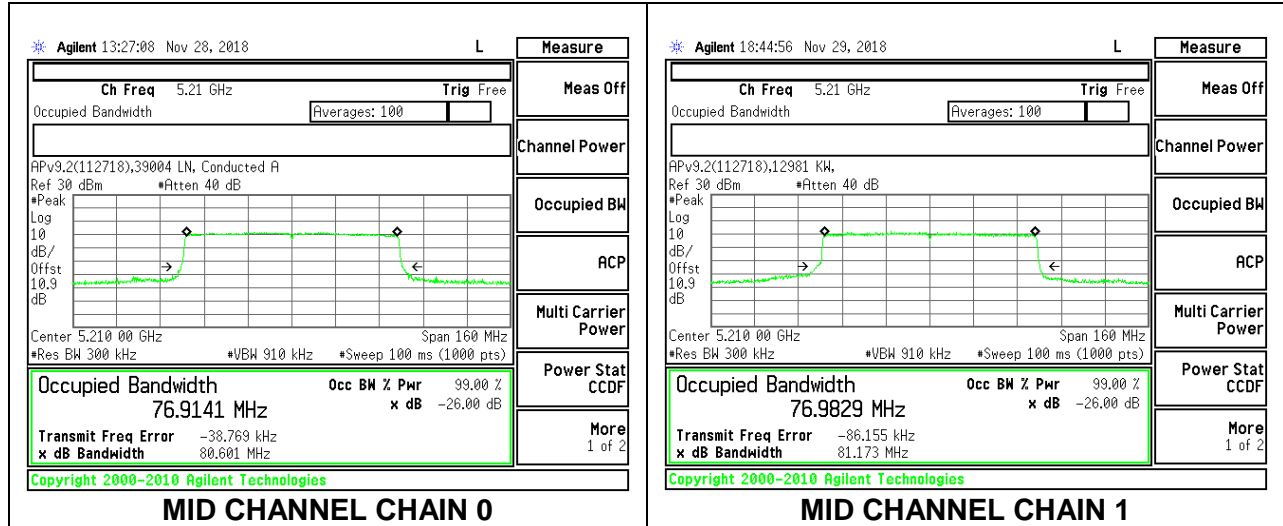 Agilent 13:27:08 Nov 28, 2018 L Measure
Ch Freq 5.21 GHz Trig Free
Occupied Bandwidth Averages: 100
Meas Off
Channel Power
APv9.2(112718),39004 LN, Conducted A
Ref 30 dBm #Atten 40 dB
#Peak
Log
10
dB/
Offst
10.9
dB
Occupied BW
ACP
Multi Carrier
Power
Center 5.210 00 GHz Span 160 MHz
#Res BW 300 kHz #VBW 910 kHz #Sweep 100 ms (1000 pts)
Power Stat
CCDF
Occupied Bandwidth Occ BW % Pwr 99.00 %
76.9141 MHz x dB -26.00 dB
Transmit Freq Error -38.769 kHz
x dB Bandwidth 80.601 MHz
More
1 of 2
Copyright 2000-2010 Agilent Technologies
MID CHANNEL CHAIN 0
Agilent 18:44:56 Nov 29, 2018 L Measure
Ch Freq 5.21 GHz Trig Free
Occupied Bandwidth Averages: 100
Meas Off
Channel Power
APv9.2(112718),12981 KW,
Ref 30 dBm #Atten 40 dB
#Peak
Log
10
dB/
Offst
10.9
dB
Occupied BW
ACP
Multi Carrier
Power
Center 5.210 00 GHz Span 160 MHz
#Res BW 300 kHz #VBW 910 kHz #Sweep 100 ms (1000 pts)
Power Stat
CCDF
Occupied Bandwidth Occ BW % Pwr 99.00 %
76.9829 MHz x dB -26.00 dB
Transmit Freq Error -86.155 kHz
x dB Bandwidth 81.173 MHz
More
1 of 2
Copyright 2000-2010 Agilent Technologies
MID CHANNEL CHAIN 1